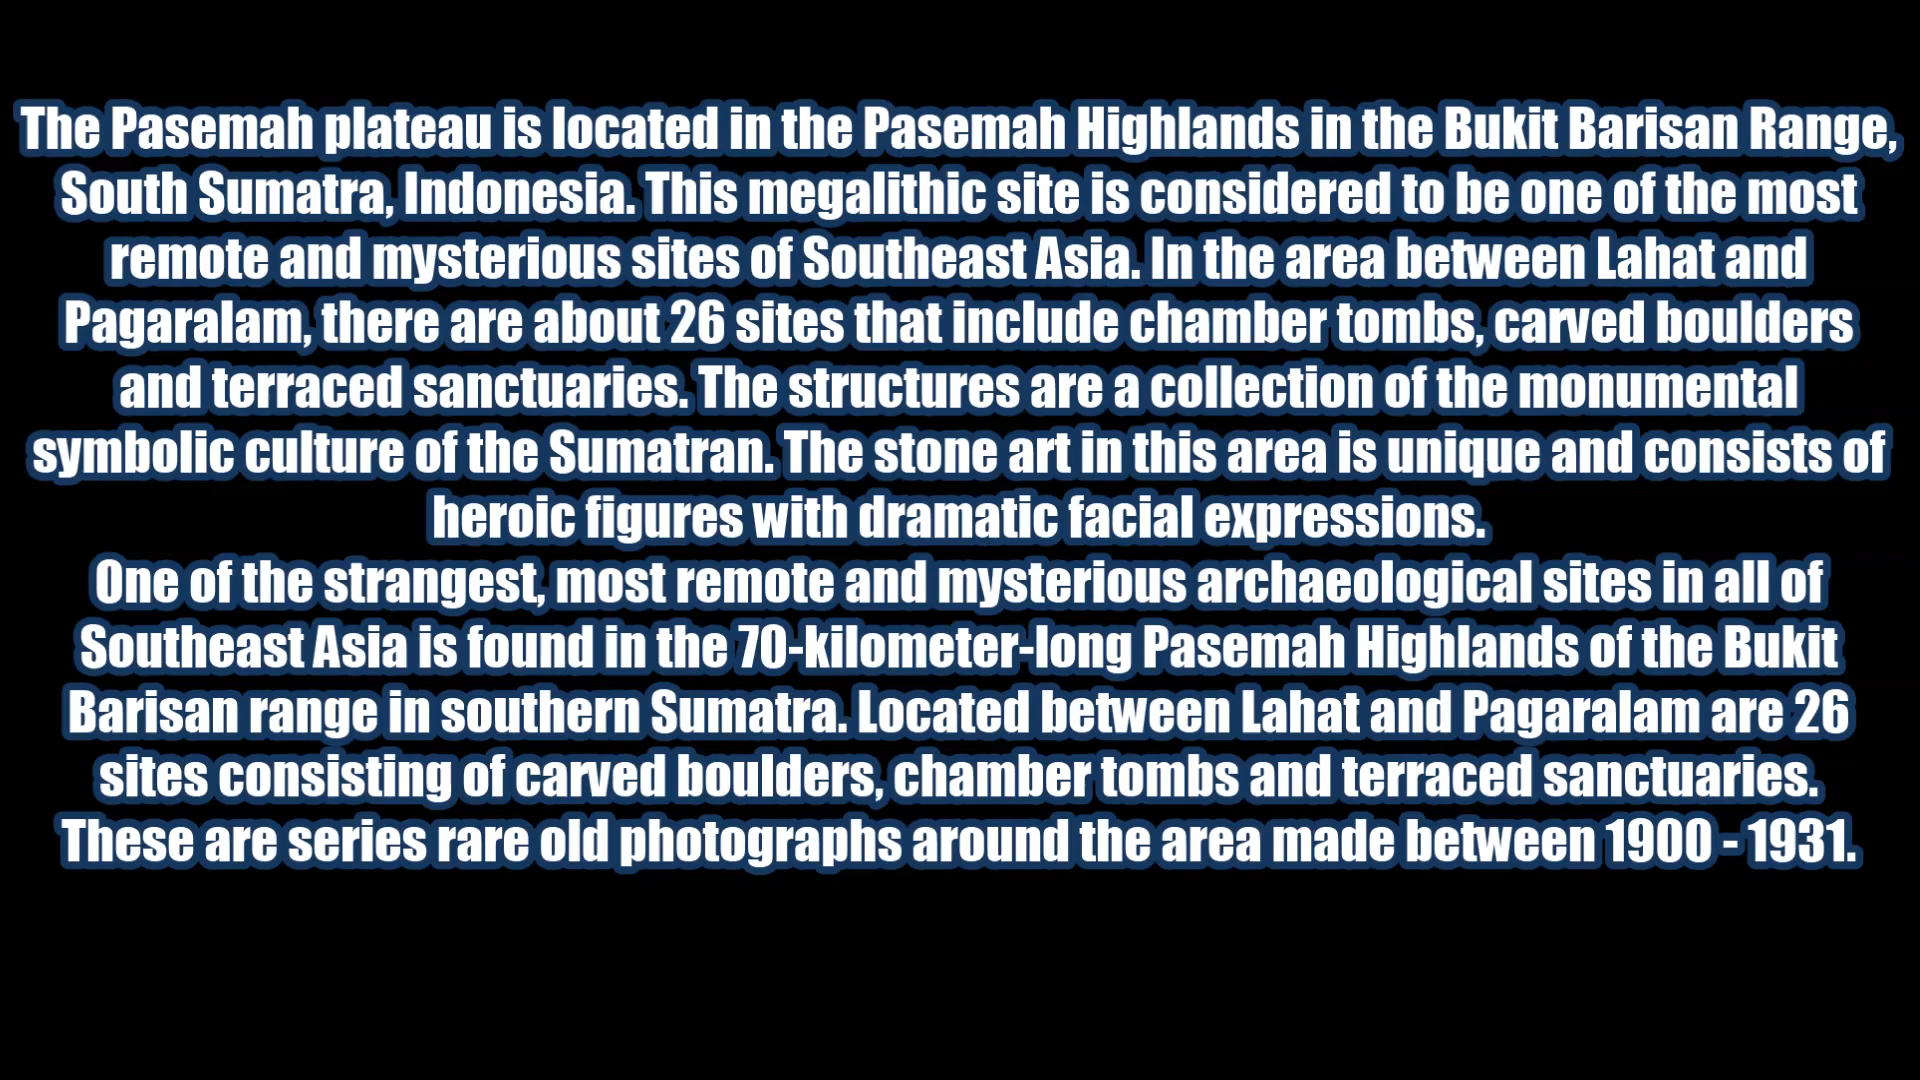 The Pasemah plateau is located in the Pasemah Highlands in the Bukit Barisan Range,
South Sumatra, Indonesia. This megalithic site is considered to be one of the most
remote and mysterious sites of Southeast Asia. In the area between Lahat and
Pagaralam, there are about 26 sites that include chamber tombs, carved boulders
and terraced sanctuaries. The structures are a collection of the monumental
symbolic culture of the Sumatran. The stone art in this area is unique and consists of
heroic figures with dramatic facial expressions.
One of the strangest, most remote and mysterious archaeological sites in all of
Southeast Asia is found in the 70-kilometer-long Pasemah Highlands of the Bukit
Barisan range in southern Sumatra. Located between Lahat and Pagaralam are 26
sites consisting of carved boulders, chamber tombs and terraced sanctuaries.
These are series rare old photographs around the area made between 1900 - 1931.